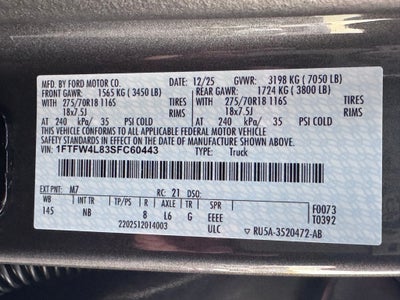 MFD. BY FORD MOTOR CO. 12/25 GVWR: 3198 KG ( 7050 LB)
FRONT GAWR: 1565 KG ( 3450 LB) REAR GAWR: 1724 KG ( 3800 LB)
WITH WITH
275/70R18 116S TIRES 275/70R18 116S TIRES
18x7.5J RIMS 18x7.5J RIMS
AT 240 kPa/ 35 PSI COLD AT 240 kPa/ 35 PSI COLD
THIS VEHICLE CONFORMS TO ALL APPLICABLE FEDERAL MOTOR VEHICLE
SAFETY STANDARDS IN EFFECT ON THE DATE OF MANUFACTURE SHOWN ABOVE.
VIN: 1FTFW4L83SFC60443 TYPE: Truck
EXT PNT: M7 RC: 21 DSO:
WB TR TP/PS R AXLE TR SPR F0073
145 NB 8 L6 G EEEE T0392
2202512014003 ULC RU5A-3520472-AB